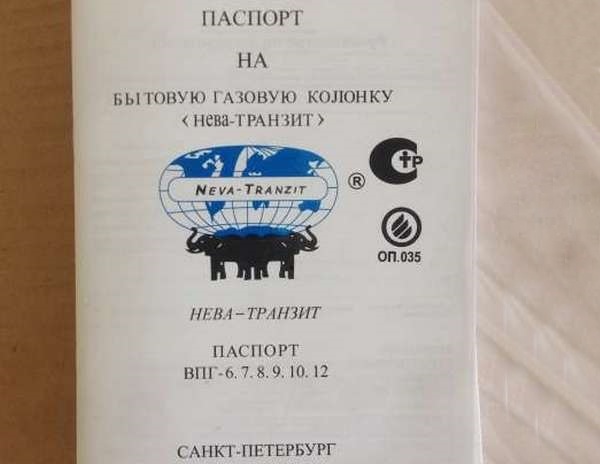 ПАСПОРТ
НА
БЫТОВУЮ ГАЗОВУЮ КОЛОНКУ
<нева-ТРАНЗИТ>
NEVA-TRANZIT
®
СтР
ОП.035
НЕВА-ТРАНЗИТ
ПАСПОРТ
ВПГ-6.7.8.9.10.12
САНКТ-ПЕТЕРБУРГ